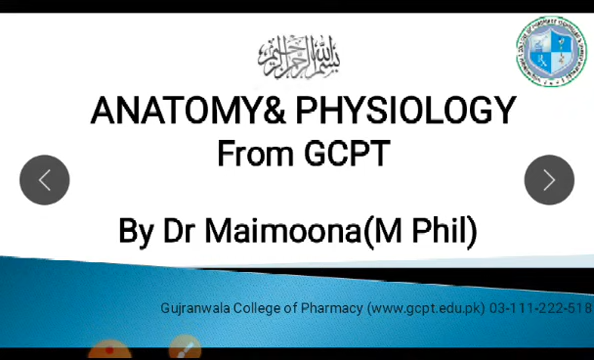 بسم الله الرحمن الرحيم
ANATOMY& PHYSIOLOGY
From GCPT
By Dr Maimoona(M Phil)
Gujranwala College of Pharmacy (www.gcpt.edu.pk) 03-111-222-518